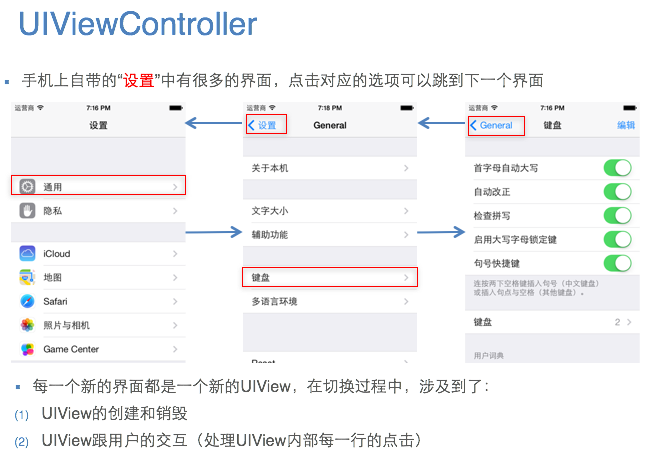 UIViewController
手机上自带的“设置”中有很多的界面，点击对应的选项可以跳到下一个界面
运营商 7:16 PM
设置
通用
隐私
iCloud
地图
Safari
照片与相机
Game Center
运营商 7:18 PM
设置 General
关于本机
文字大小
辅助功能
键盘
多语言环境
Reset
运营商 7:16 PM
General 键盘 编辑
首字母自动大写
自动改正
检查拼写
启用大写字母锁定键
句号快捷键
连按两下空格键插入句号（中文键盘）
或插入句点与空格（其他键盘）。
键盘 2
用户词典
每一个新的界面都是一个新的UIView，在切换过程中，涉及到了：
(1) UIView的创建和销毁
(2) UIView跟用户的交互（处理UIView内部每一行的点击）